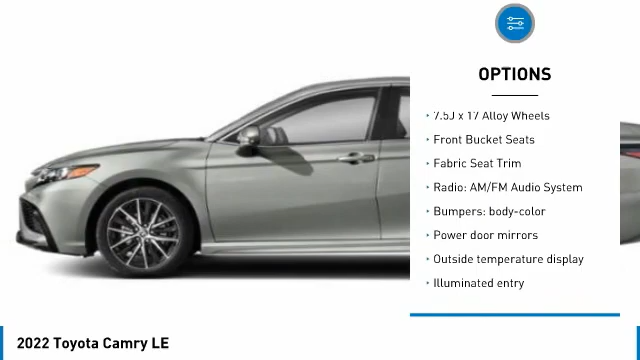 OPTIONS
• 7.5J x 17 Alloy Wheels
• Front Bucket Seats
• Fabric Seat Trim
• Radio: AM/FM Audio System
• Bumpers: body-color
• Power door mirrors
• Outside temperature display
• Illuminated entry
2022 Toyota Camry LE